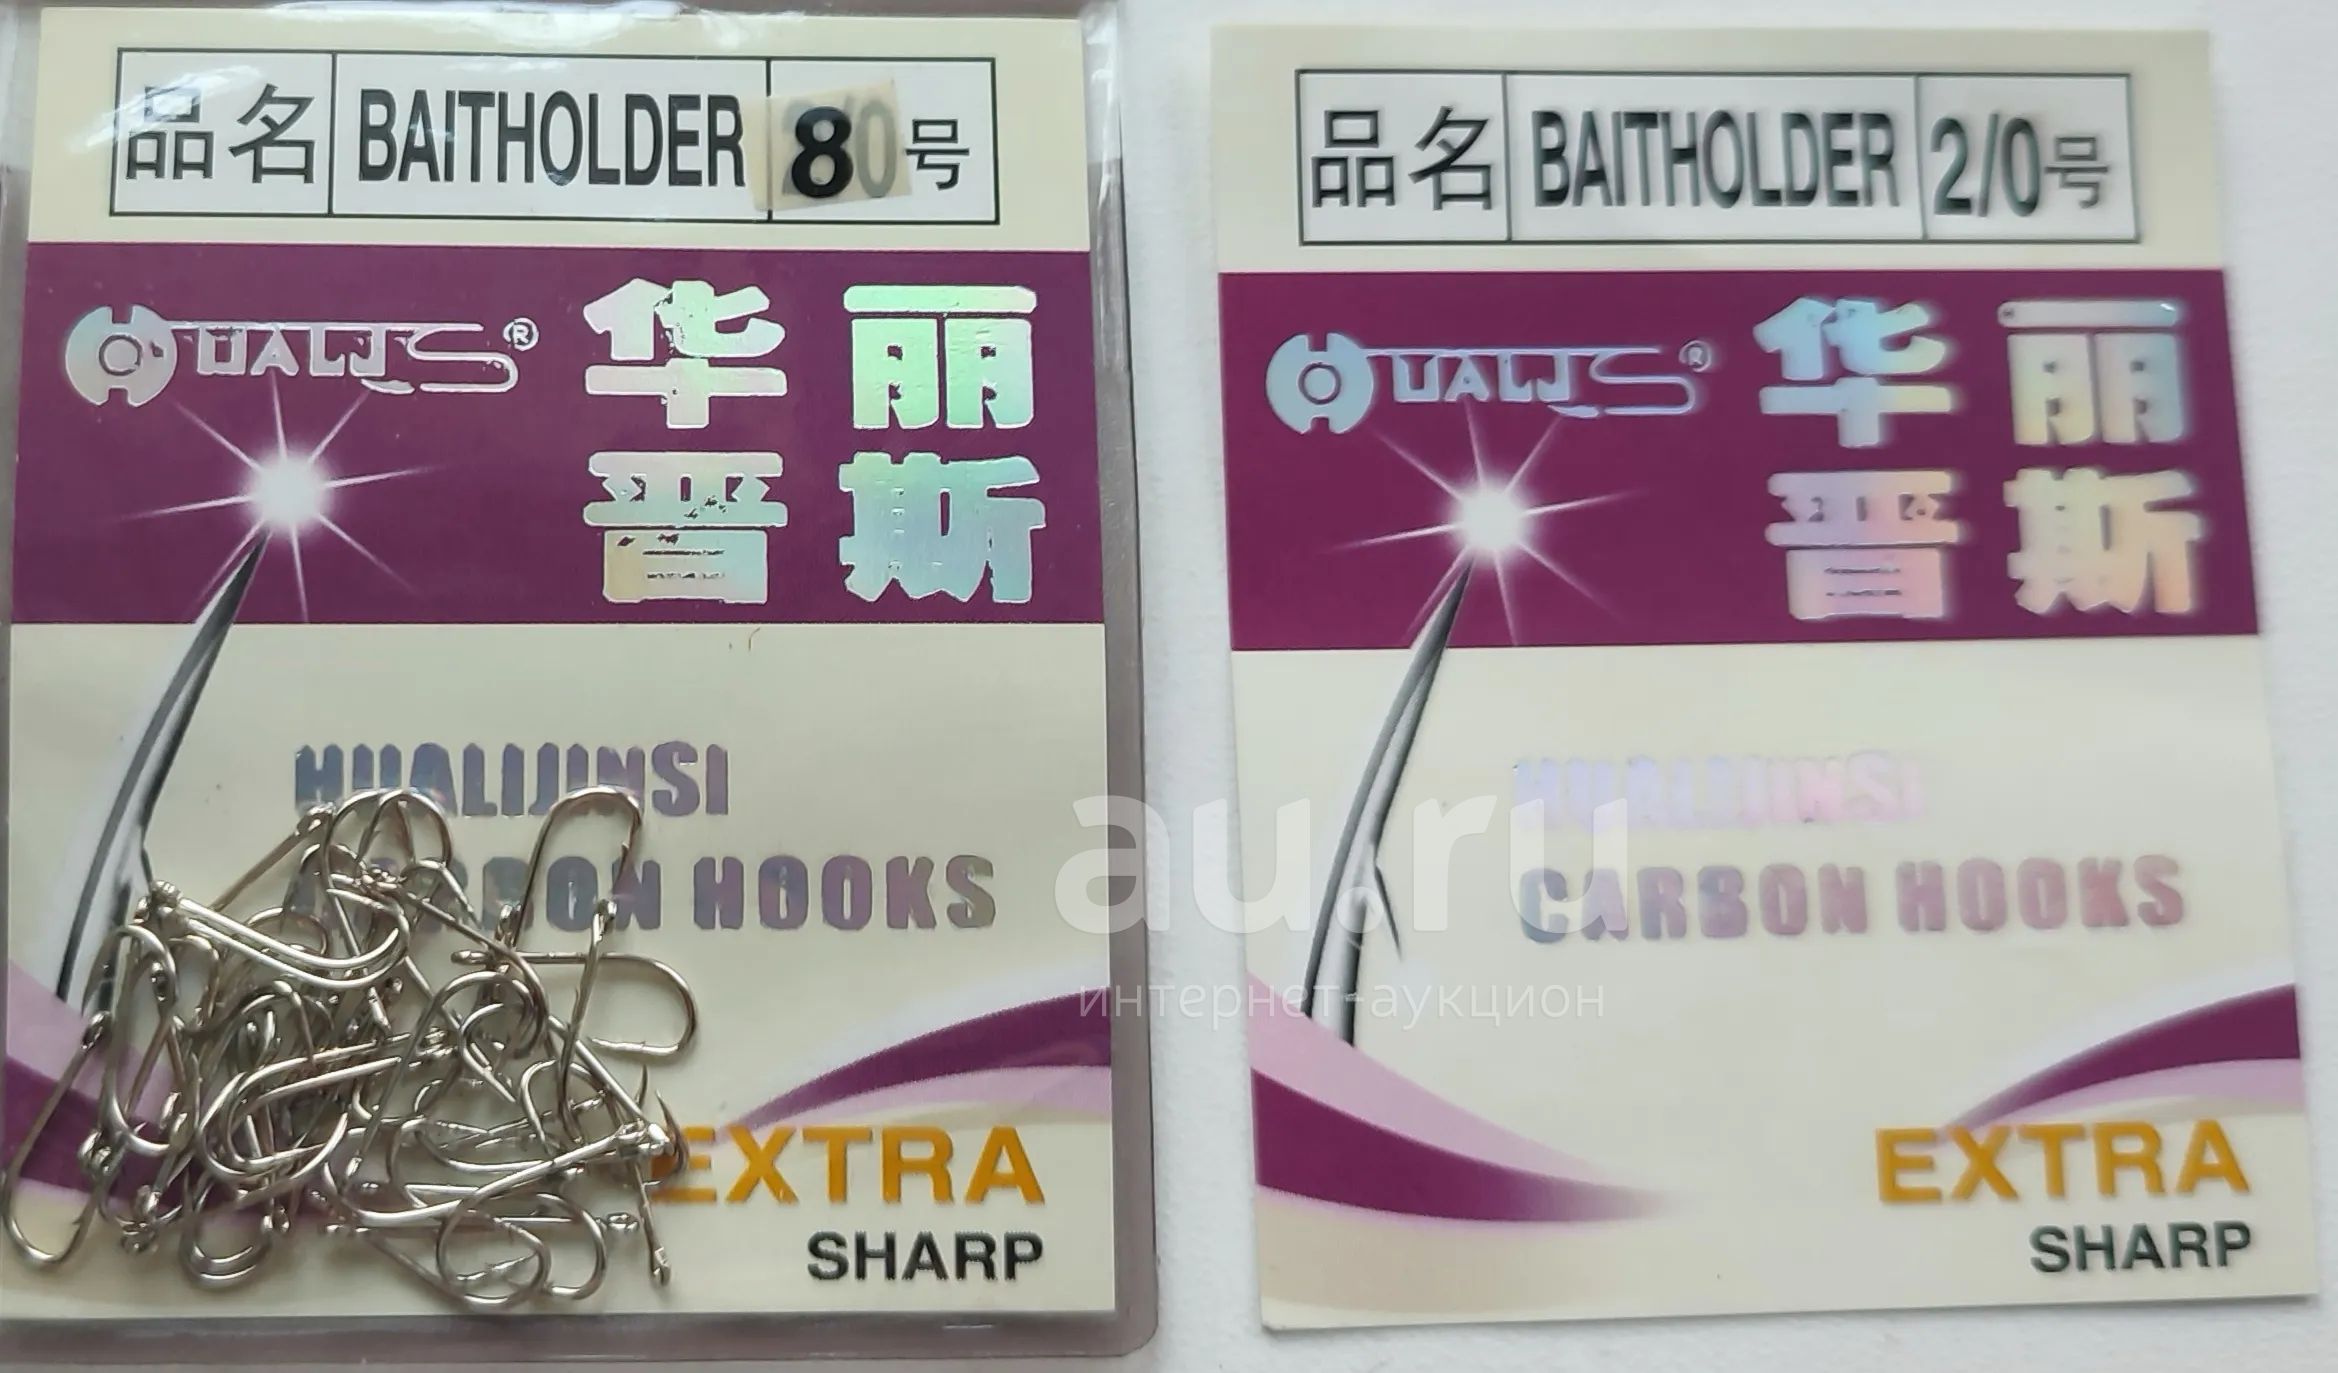 品名 BAITHOLDER 8 号
HUALJS® 华丽
晋斯
HUALIJINSI
CARBON HOOKS
EXTRA
SHARP
品名 BAITHOLDER 2/0号
HUALJS® 华丽
晋斯
HUALIJINSI
CARBON HOOKS
EXTRA
SHARP
au.ru
интернет-аукцион